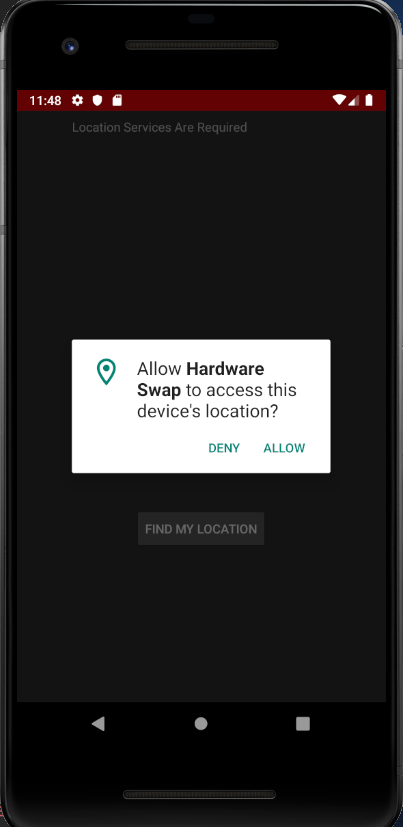 11:48
Location Services Are Required
Allow Hardware
Swap to access this
device's location?
DENY ALLOW
FIND MY LOCATION